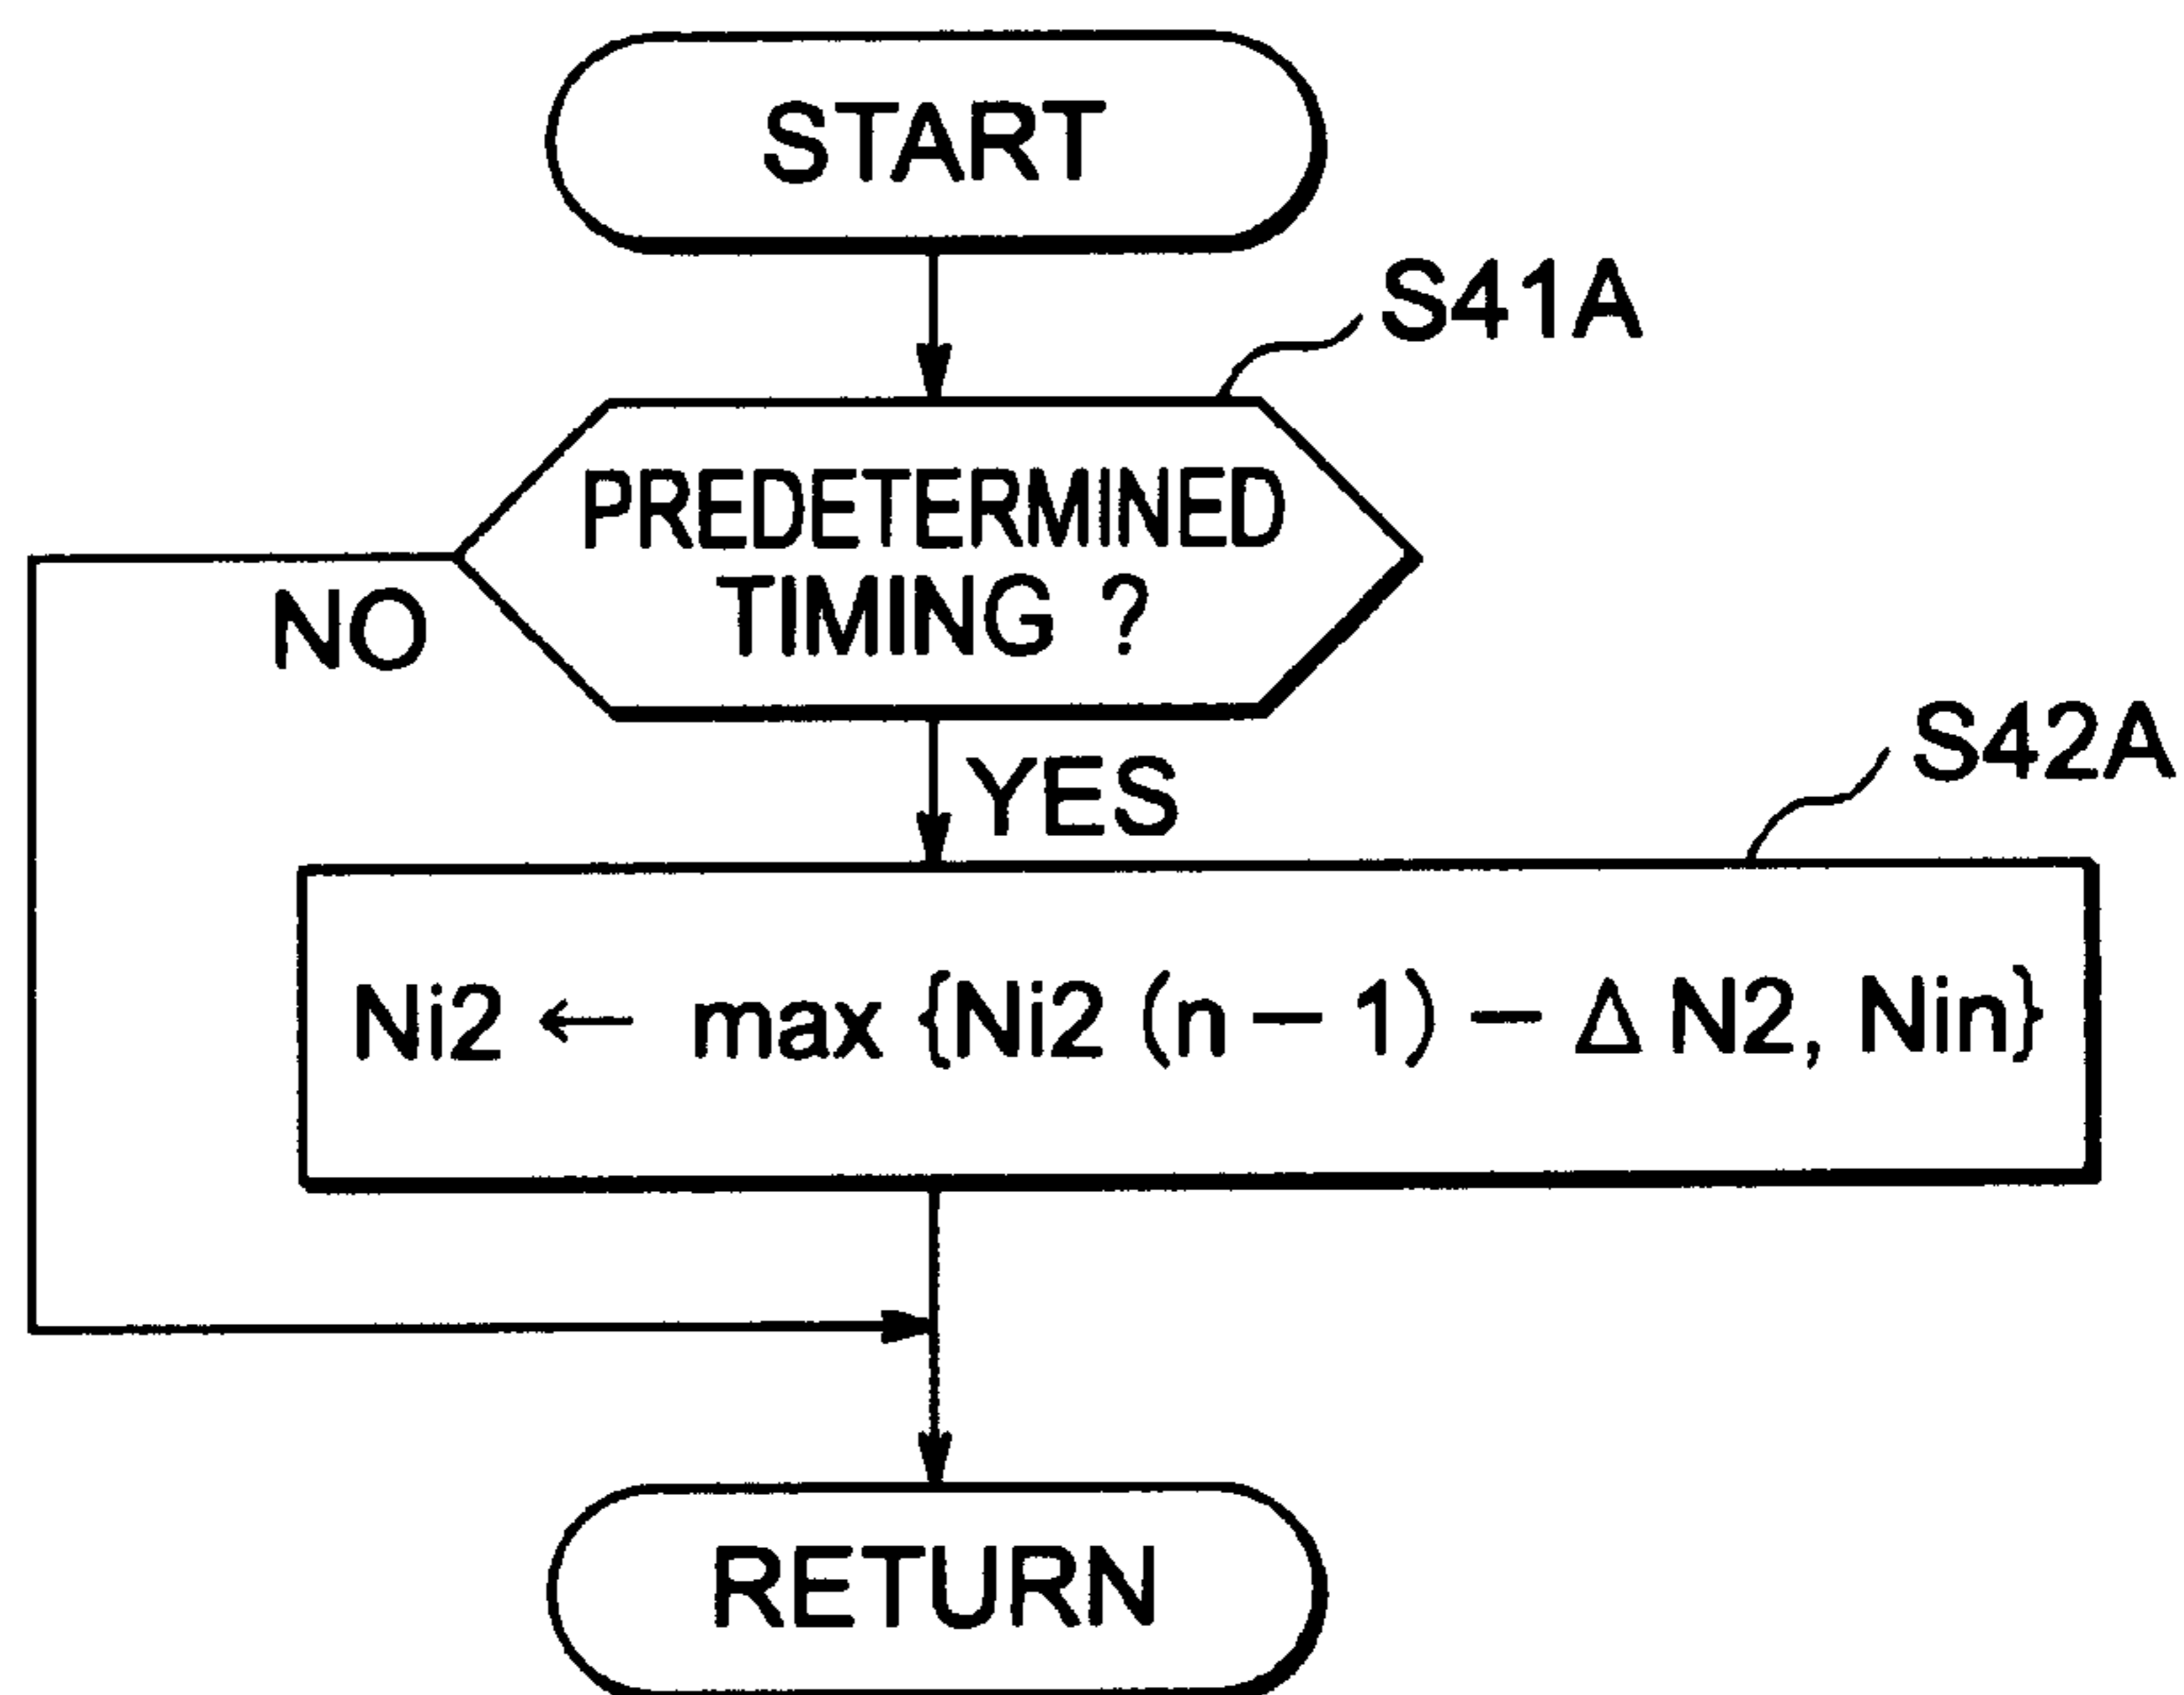 START
S41A
PREDETERMINED
TIMING ?
NO
YES
S42A
Ni2 ← max {Ni2 (n − 1) − Δ N2, Nin}
RETURN